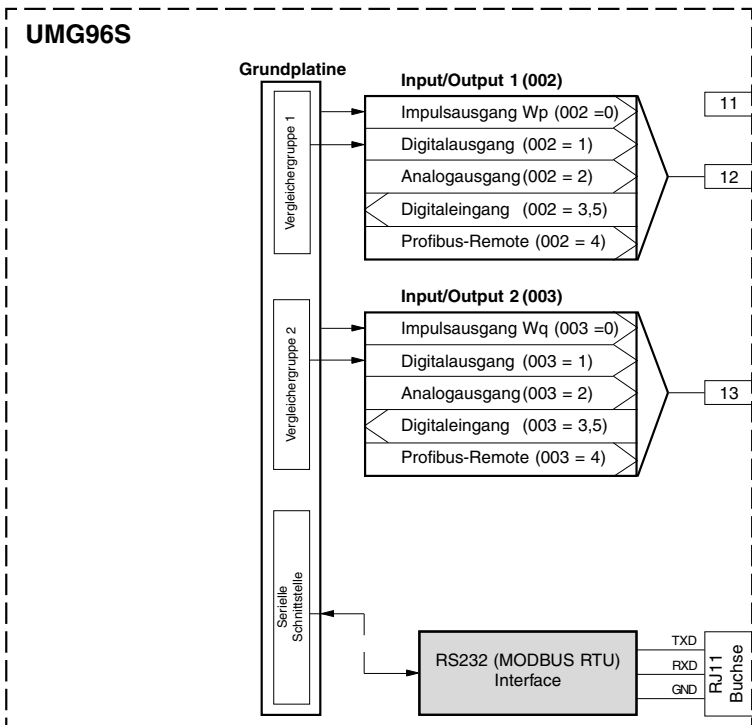 UMG96S
Grundplatine
Vergleichergruppe 1
Input/Output 1 (002)
Impulsausgang Wp (002 =0)
Digitalausgang (002 = 1)
Analogausgang(002 = 2)
Digitaleingang (002 = 3,5)
Profibus-Remote (002 = 4)
11
12
Vergleichergruppe 2
Input/Output 2 (003)
Impulsausgang Wq (003 =0)
Digitalausgang (003 = 1)
Analogausgang(003 = 2)
Digitaleingang (003 = 3,5)
Profibus-Remote (003 = 4)
13
Serielle
Schnittstelle
RS232 (MODBUS RTU)
Interface
TXD
RXD
GND
RJ11
Buchse